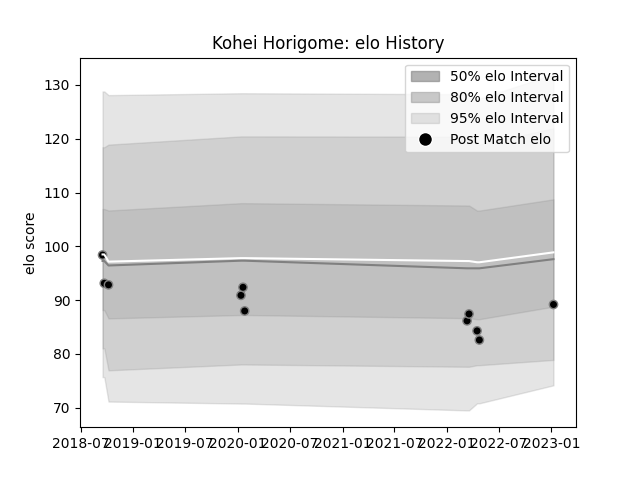 Kohei Horigome: elo History
50% elo Interval
80% elo Interval
95% elo Interval
Post Match elo
elo score
130
120
110
100
90
80
70
2018-07 2019-01 2019-07 2020-01 2020-07 2021-01 2021-07 2022-01 2022-07 2023-01